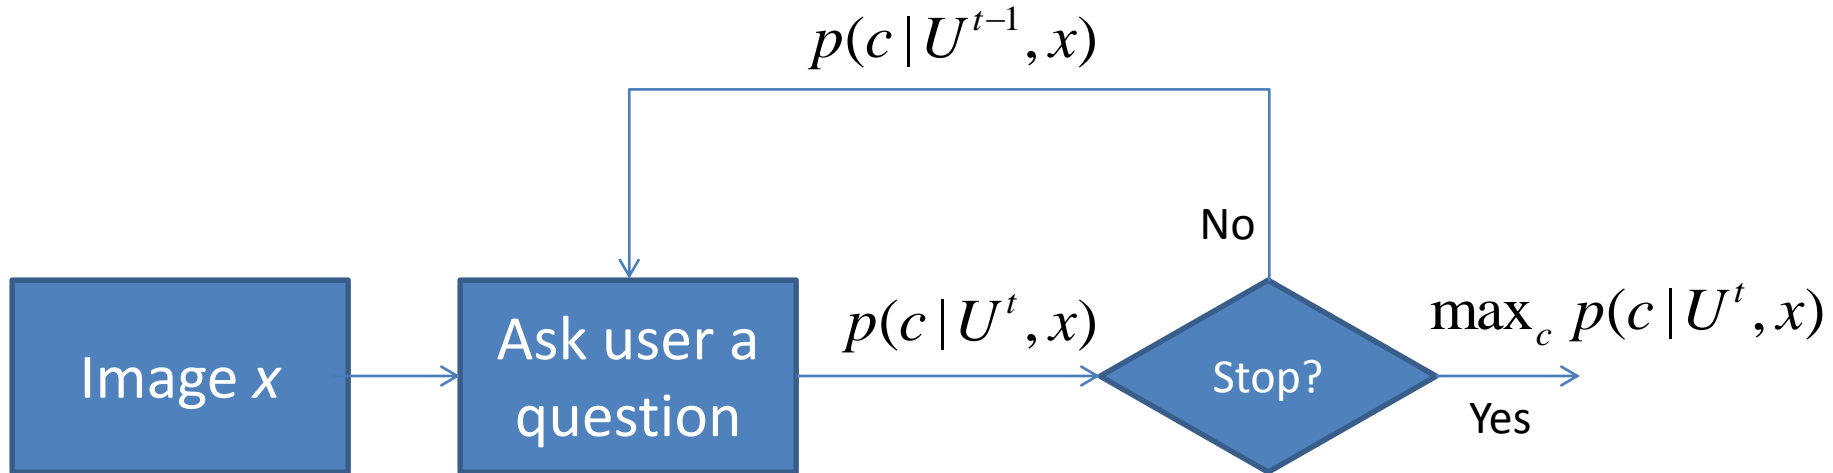 p(c | U^{t−1}, x)
No
Image x
Ask user a
question
p(c | U^t, x)
Stop?
max_c p(c | U^t, x)
Yes